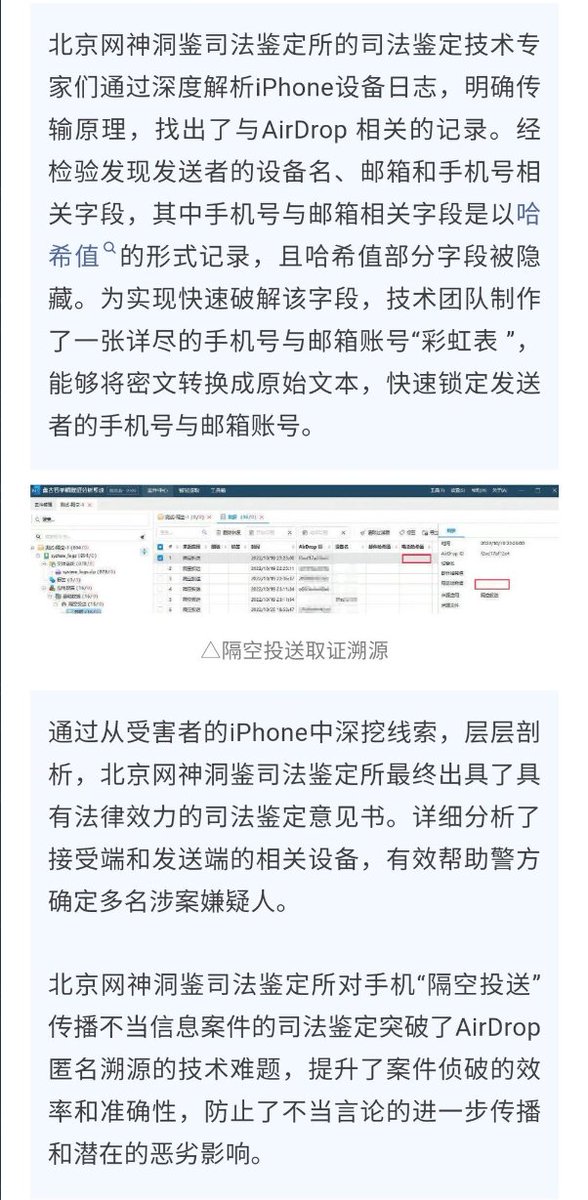 北京网神洞鉴司法鉴定所的司法鉴定技术专
家们通过深度解析iPhone设备日志，明确传
输原理，找出了与AirDrop 相关的记录。经
检验发现发送者的设备名、邮箱和手机号相
关字段，其中手机号与邮箱相关字段是以哈
希值的形式记录，且哈希值部分字段被隐
藏。为实现快速破解该字段，技术团队制作
了一张详尽的手机号与邮箱账号“彩虹表 ”，
能够将密文转换成原始文本，快速锁定发送
者的手机号与邮箱账号。
时间
AirDrop ID
设备名
AirDrop ID
隔空投送
△隔空投送取证溯源
通过从受害者的iPhone中深挖线索，层层剖
析，北京网神洞鉴司法鉴定所最终出具了具
有法律效力的司法鉴定意见书。详细分析了
接受端和发送端的相关设备，有效帮助警方
确定多名涉案嫌疑人。
北京网神洞鉴司法鉴定所对手机“隔空投送”
传播不当信息案件的司法鉴定突破了AirDrop
匿名溯源的技术难题，提升了案件侦破的效
率和准确性，防止了不当言论的进一步传播
和潜在的恶劣影响。